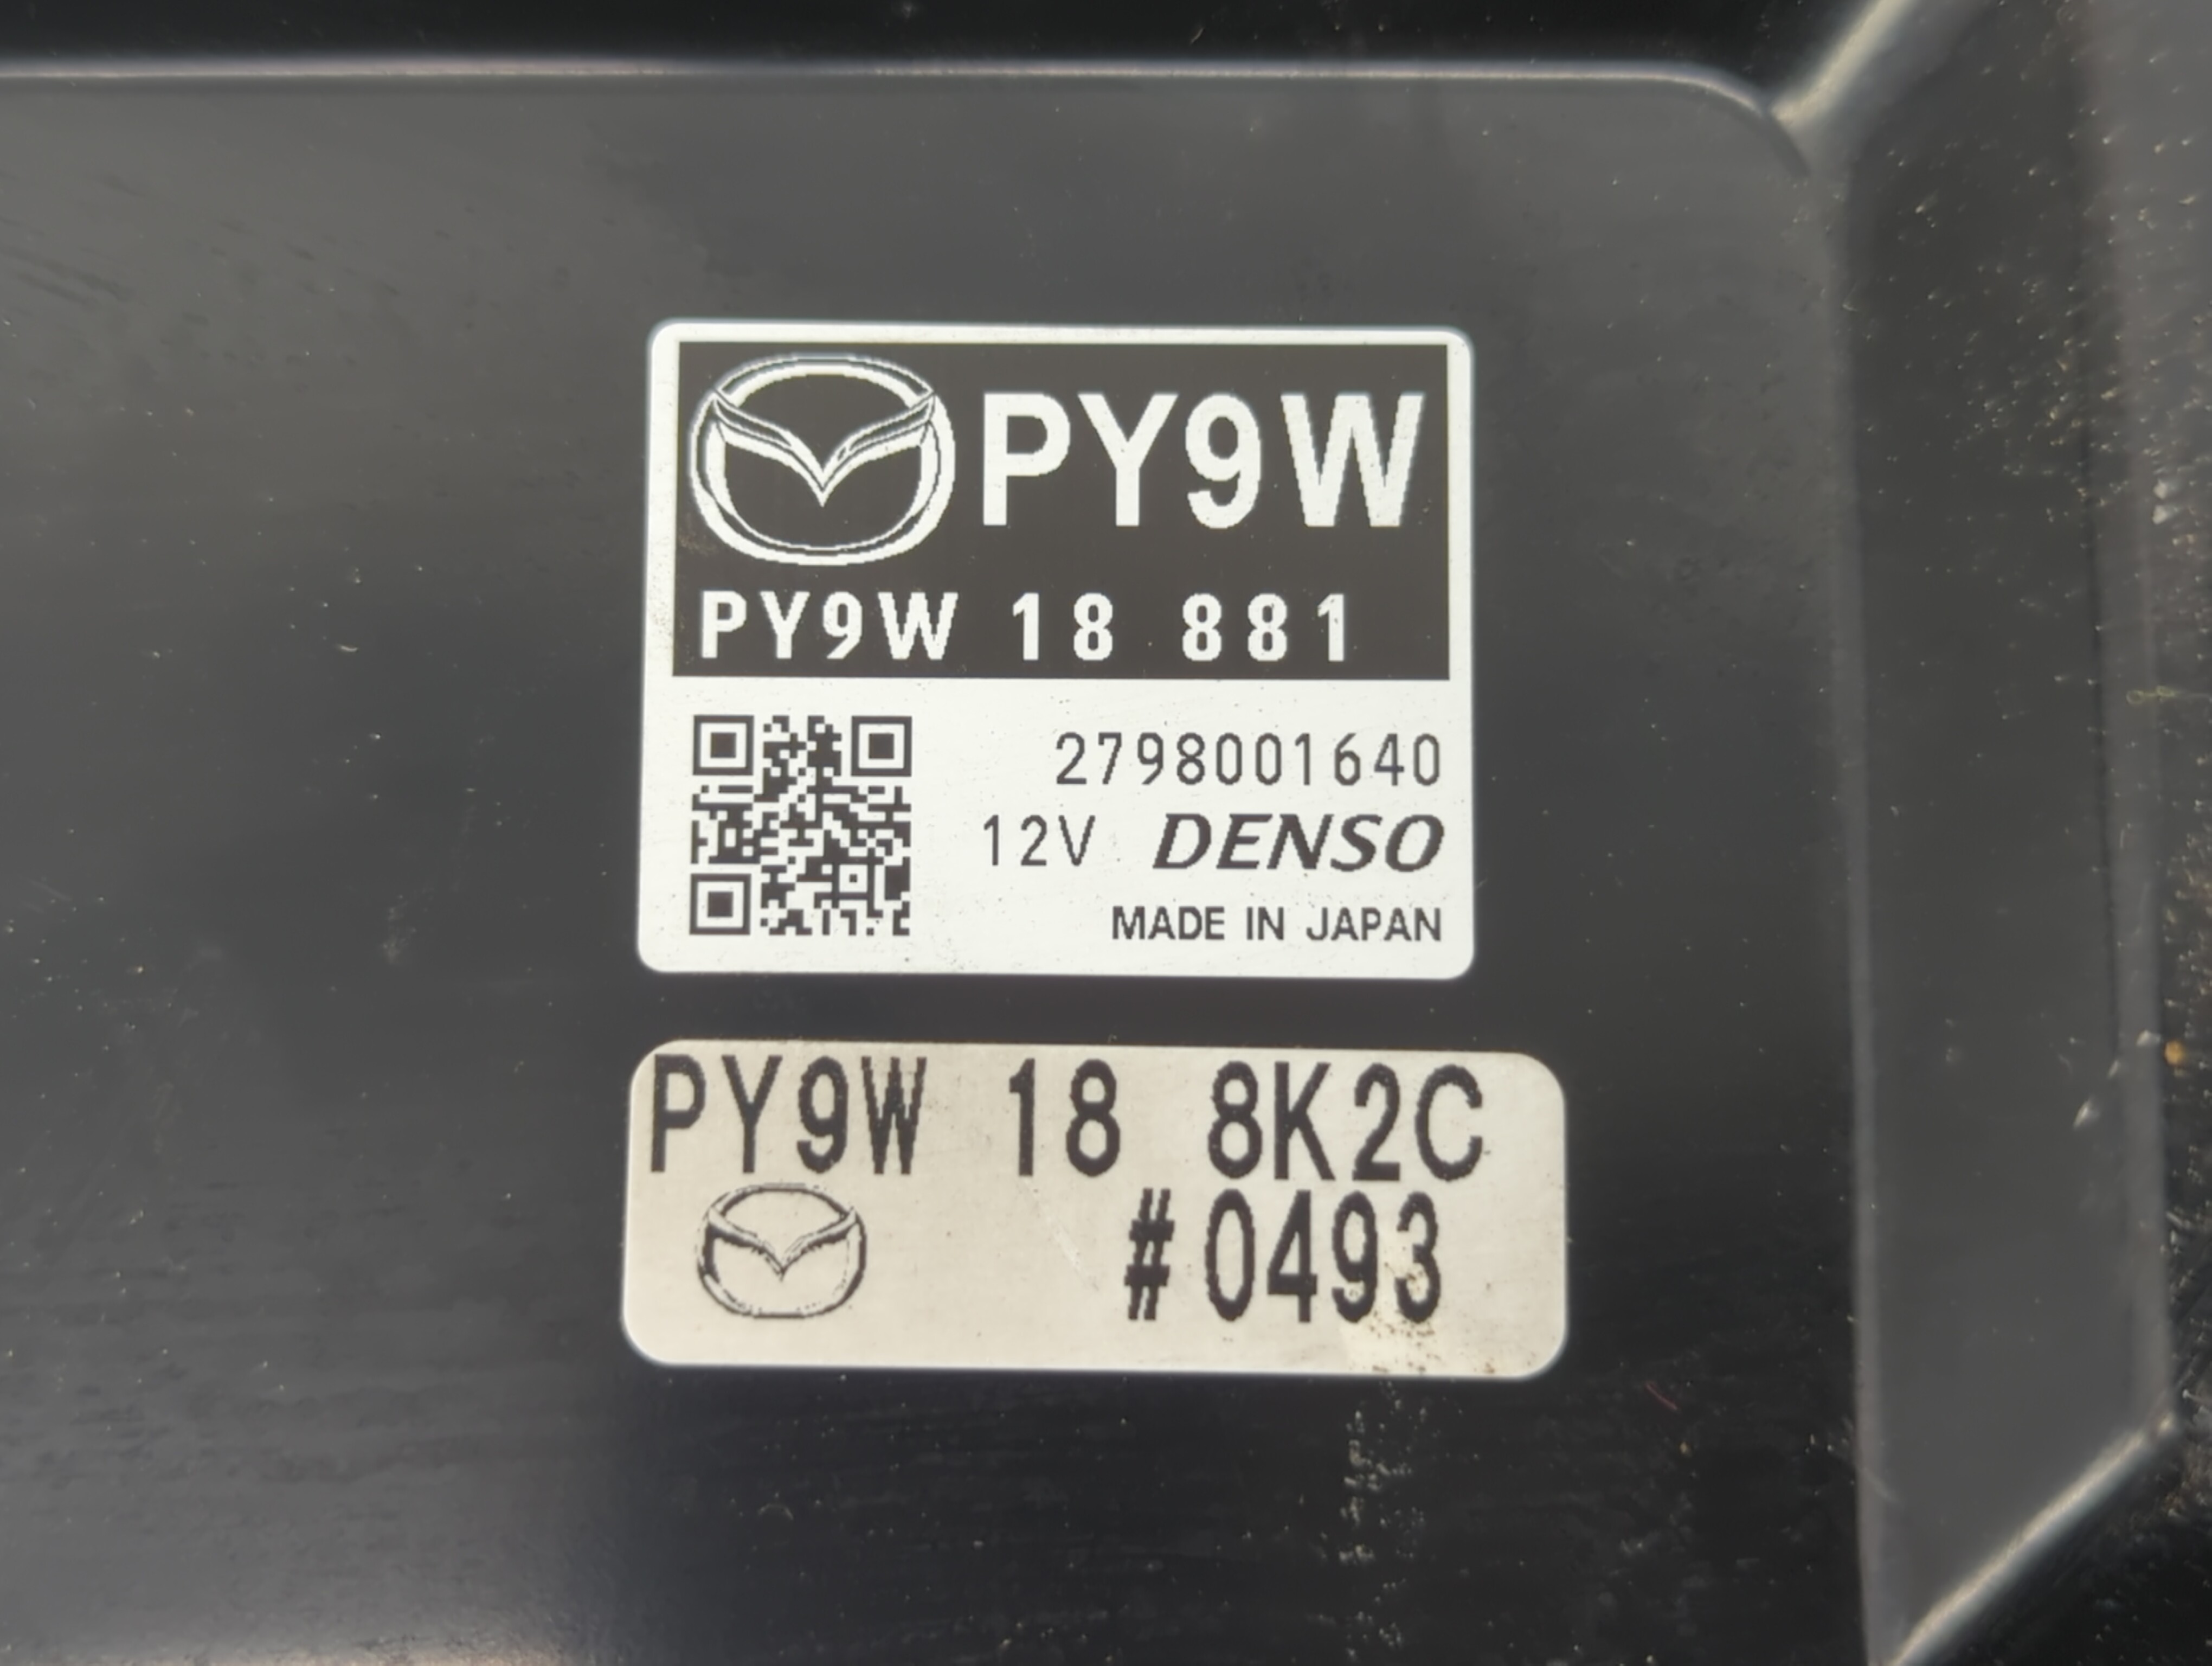 PY9W
PY9W 18 881
2798001640
12V DENSO
MADE IN JAPAN
PY9W 18 8K2C
#0493